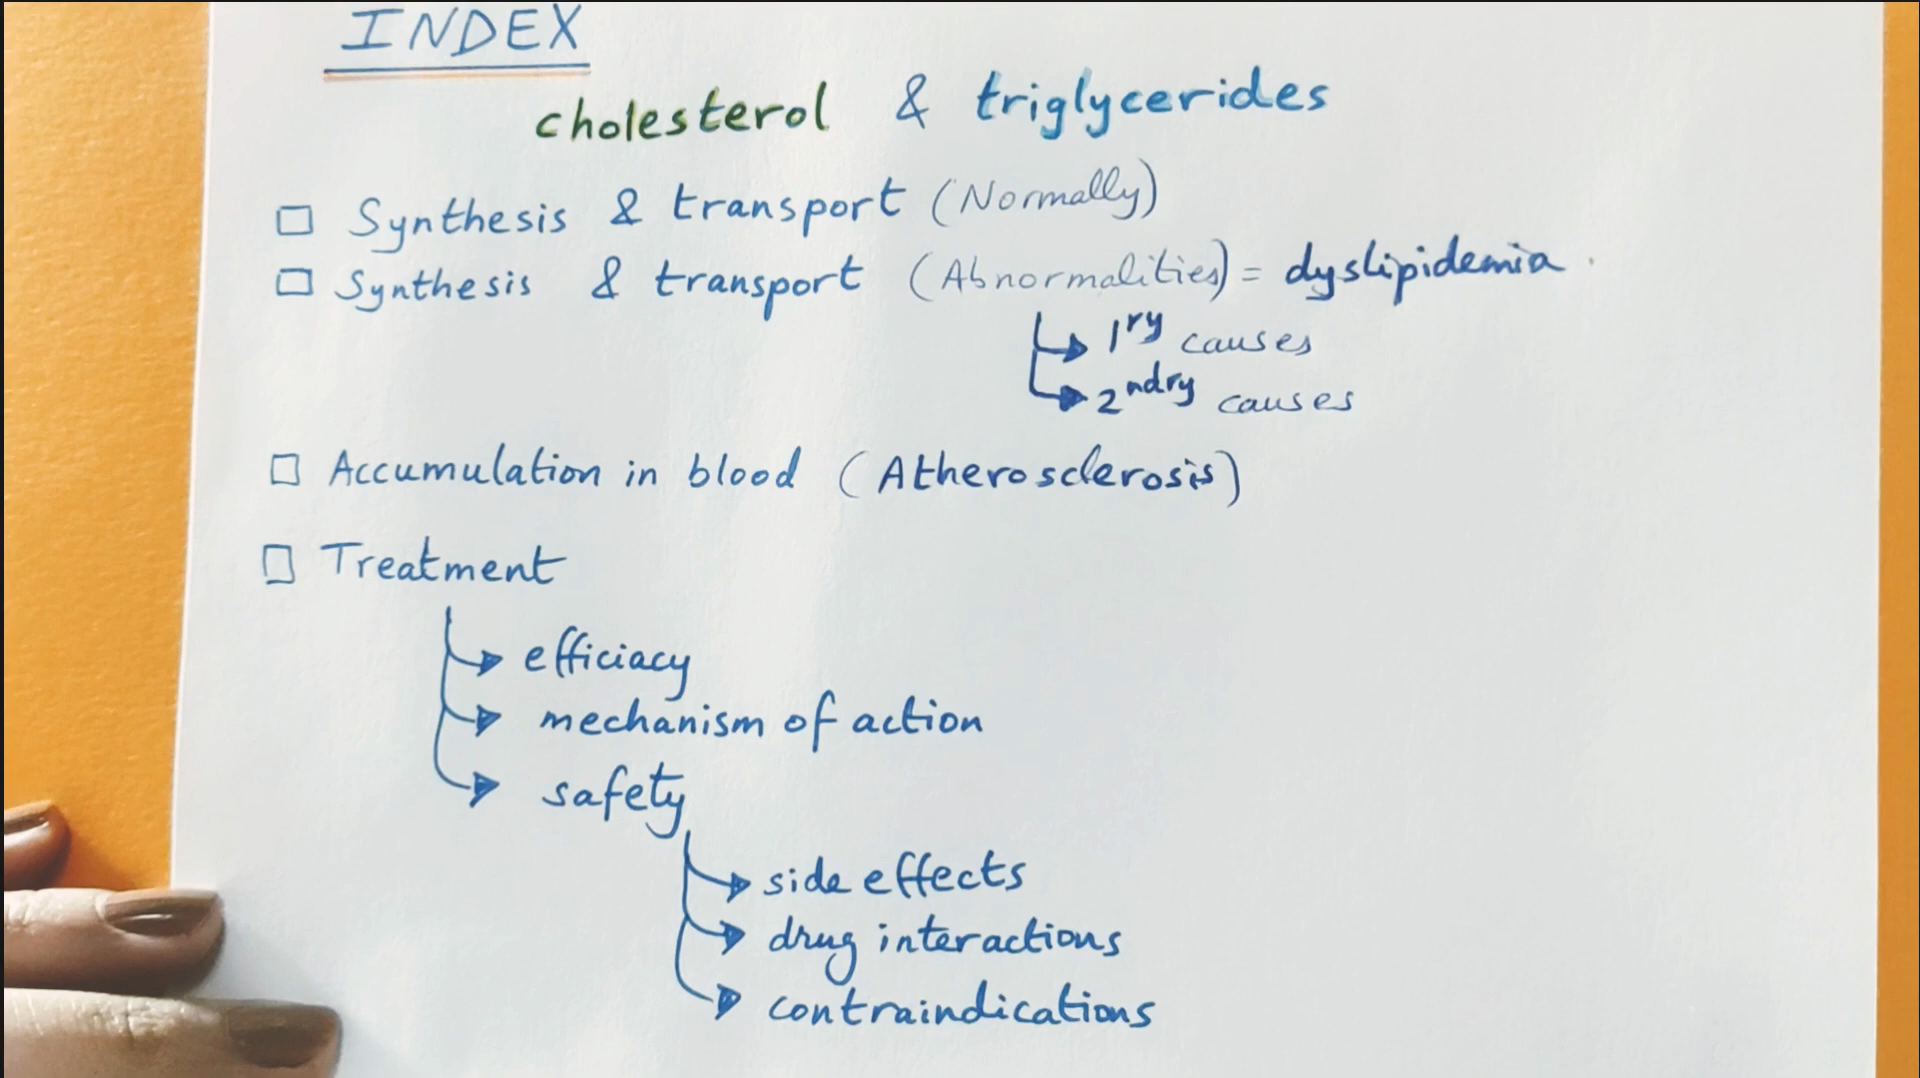 INDEX
cholesterol & triglycerides
Synthesis & transport (Normally)
Synthesis & transport (Abnormalities) = dyslipidemia.
1ry causes
2ndry causes
Accumulation in blood (Atherosclerosis)
Treatment
efficiacy
mechanism of action
safety
side effects
drug interactions
contraindications